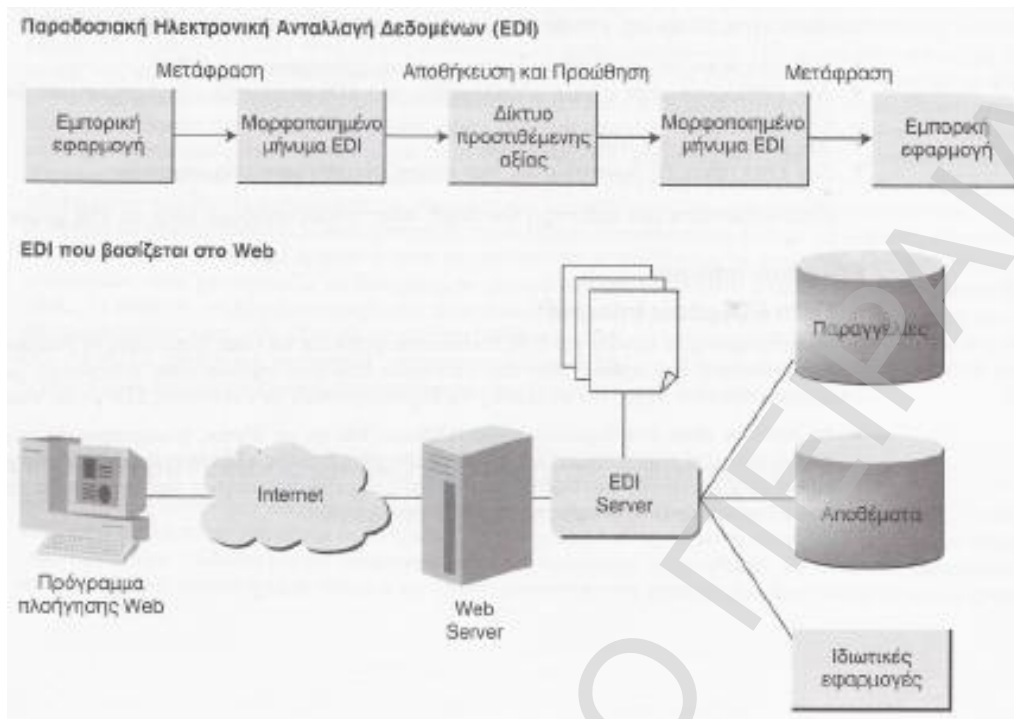 Παραδοσιακή Ηλεκτρονική Ανταλλαγή Δεδομένων (EDI)
Μετάφραση
Αποθήκευση και Προώθηση
Μετάφραση
Εμπορική
εφαρμογή
Μορφοποιημένο
μήνυμα EDI
Δίκτυο
προστιθέμενης
αξίας
Μορφοποιημένο
μήνυμα EDI
Εμπορική
εφαρμογή
EDI που βασίζεται στο Web
Παραγγελίες
Internet
EDI
Server
Αποθέματα
Πρόγραμμα
πλοήγησης Web
Web
Server
Ιδιωτικές
εφαρμογές